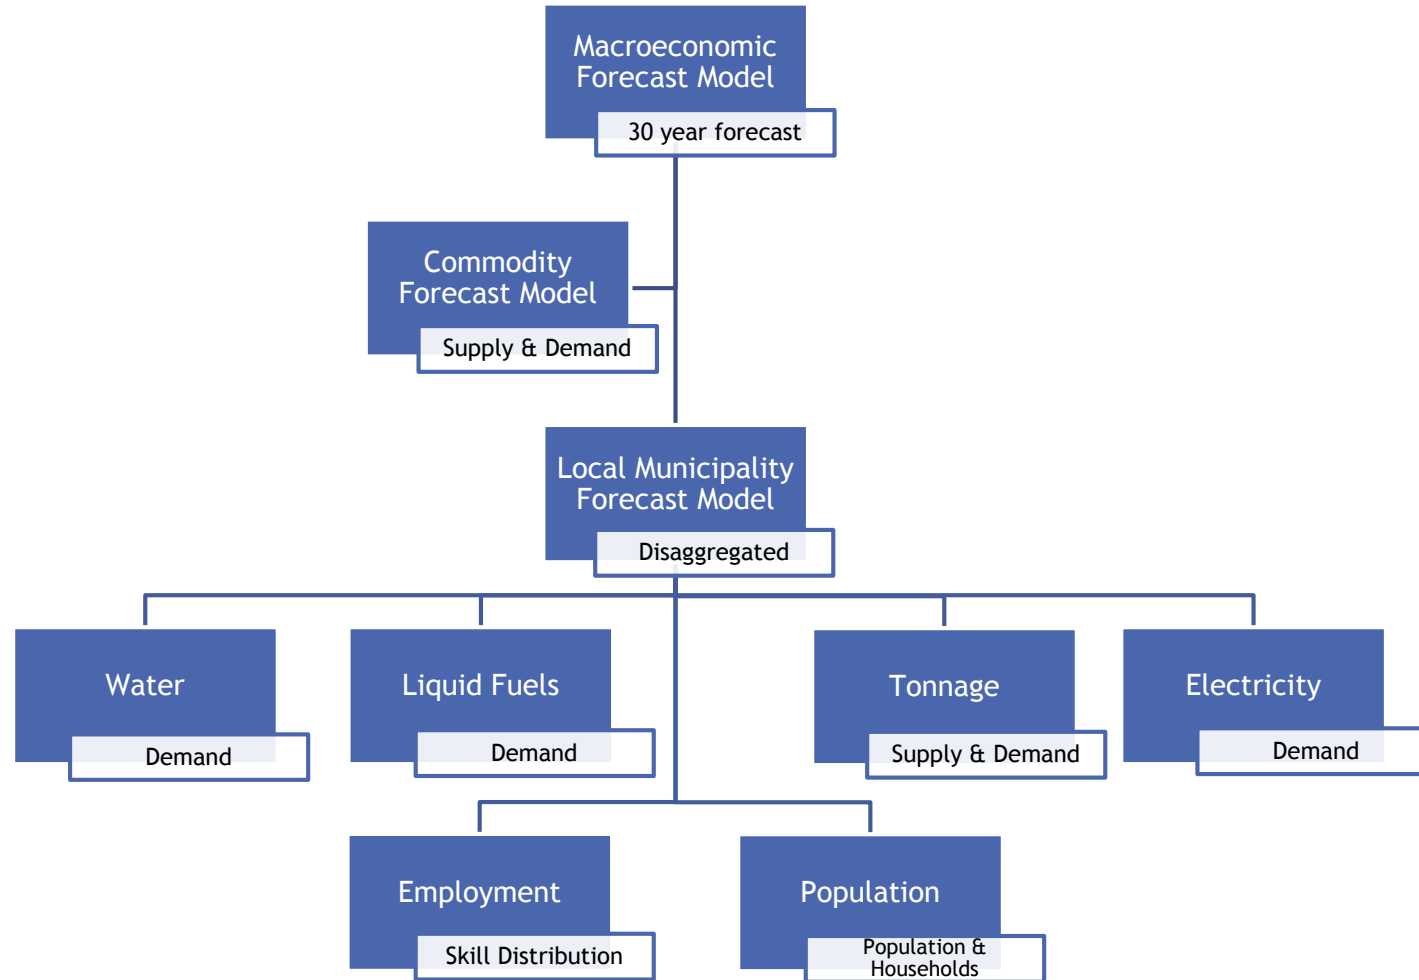 Macroeconomic
Forecast Model
30 year forecast
Commodity
Forecast Model
Supply & Demand
Local Municipality
Forecast Model
Disaggregated
Water
Demand
Liquid Fuels
Demand
Tonnage
Supply & Demand
Electricity
Demand
Employment
Skill Distribution
Population
Population &
Households